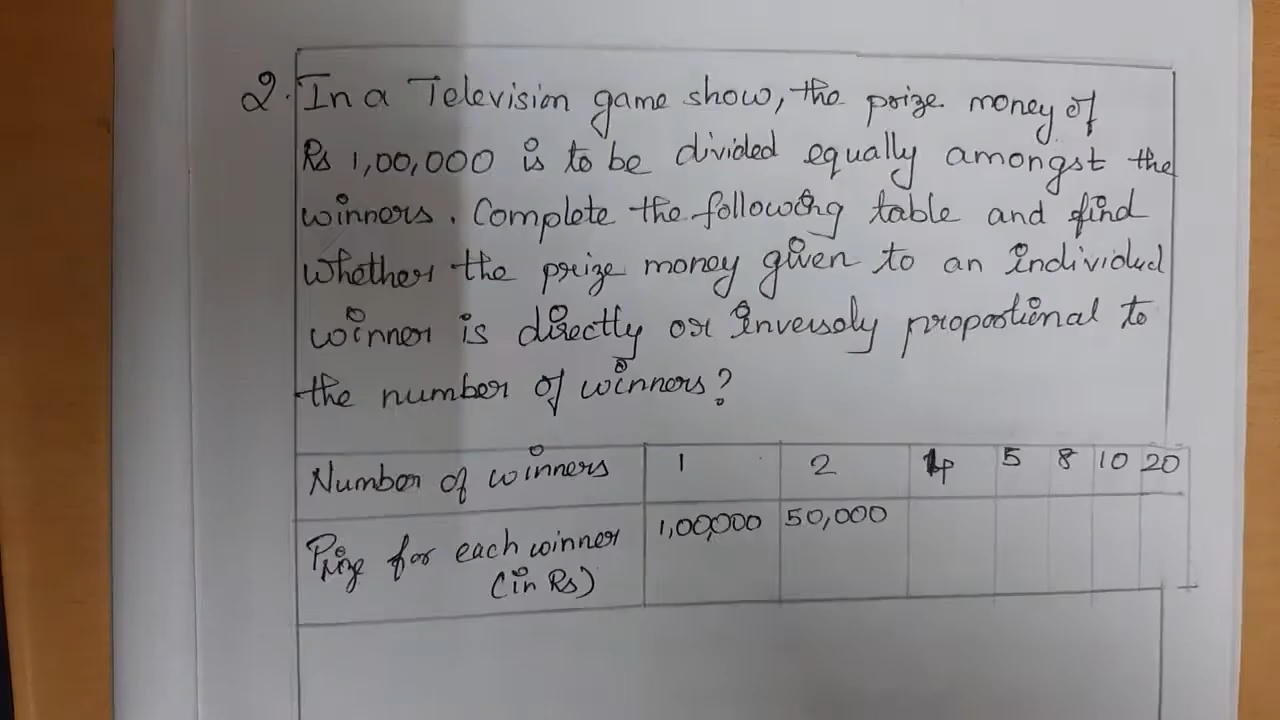 2. In a Television game show, the prize money of
Rs 1,00,000 is to be divided equally amongst the
winners. Complete the following table and find
whether the prize money given to an individual
winner is directly or inversely proportional to
the number of winners?
Number of winners 1 2 4 5 8 10 20
Prize for each winner 1,00,000 50,000
(in Rs)